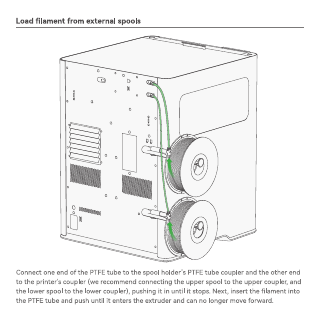 Load filament from external spools
Connect one end of the PTFE tube to the spool holder's PTFE tube coupler and the other end
to the printer's coupler (we recommend connecting the upper spool to the upper coupler, and
the lower spool to the lower coupler), pushing it in until it stops. Next, insert the filament into
the PTFE tube and push until it enters the extruder and can no longer move forward.